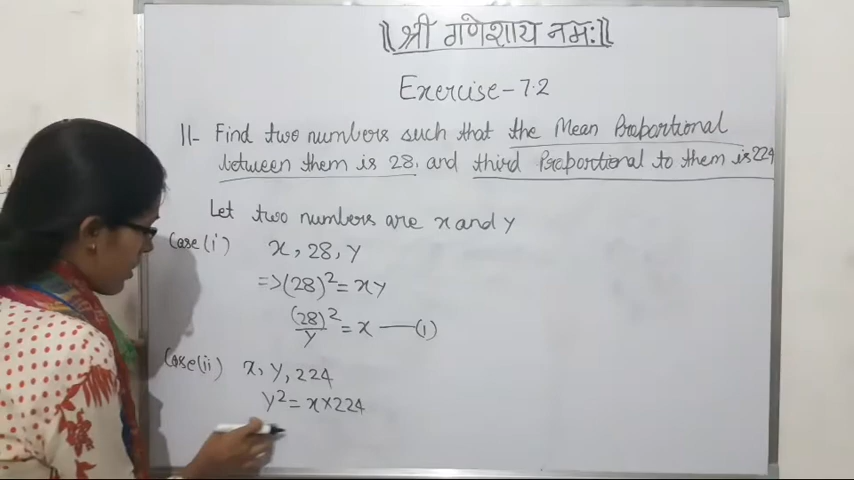 ॥ श्री गणेशाय नमः॥
Exercise-7.2
11- Find two numbers such that the Mean Proportional
between them is 28. and third Proportional to them is 224
Let two numbers are x and y
Case(i) x, 28, y
=>(28)²=xy
(28)²/y = x —(1)
Case(ii) x, y, 224
y²= x×224